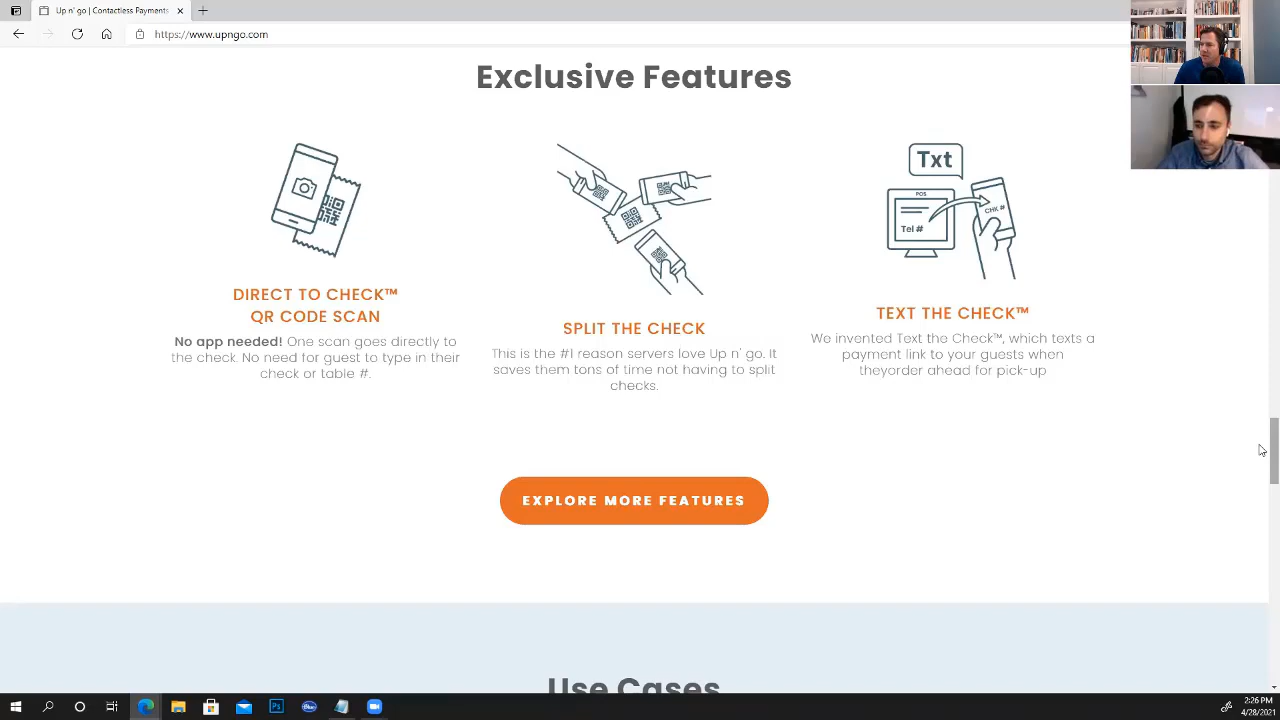 Up n' go | Contactless Payments
https://www.upngo.com
Exclusive Features
Txt
POS
Tel #
CHK #
DIRECT TO CHECK™
QR CODE SCAN
No app needed! One scan goes directly to
the check. No need for guest to type in their
check or table #.
SPLIT THE CHECK
This is the #1 reason servers love Up n' go. It
saves them tons of time not having to split
checks.
TEXT THE CHECK™
We invented Text the Check™, which texts a
payment link to your guests when
theyorder ahead for pick-up
EXPLORE MORE FEATURES
Use Cases
2:26 PM
4/28/2021